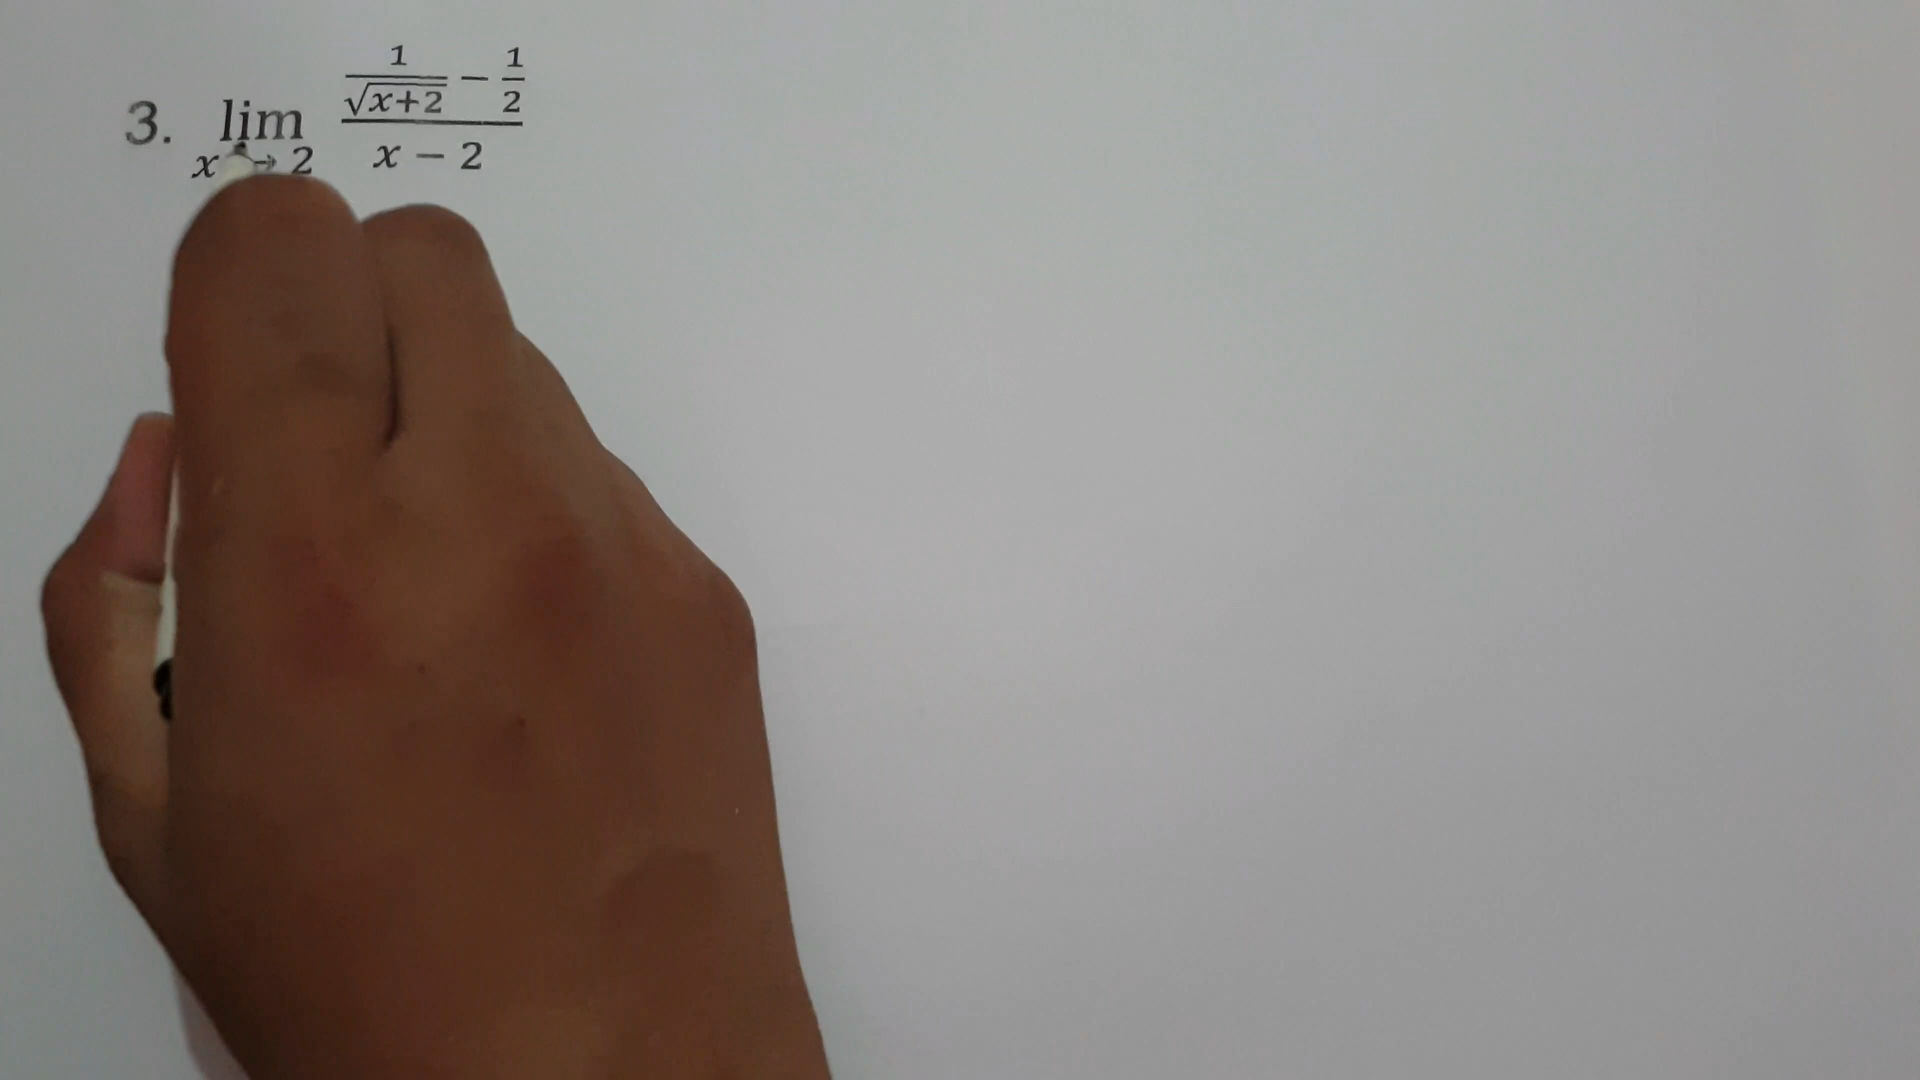 3. lim (1/√(x+2) − 1/2)/(x − 2)
x → 2